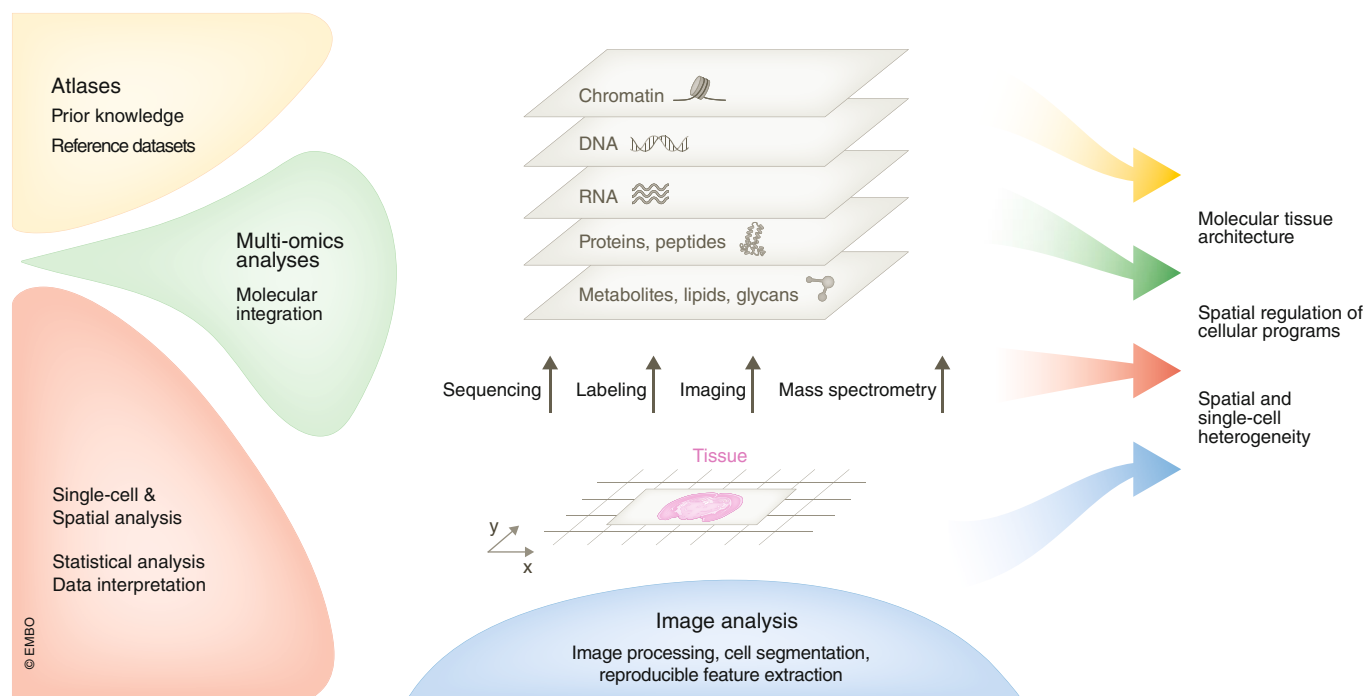 Atlases
Prior knowledge
Reference datasets
Multi-omics
analyses
Molecular
integration
Single-cell &
Spatial analysis
Statistical analysis
Data interpretation
© EMBO
Chromatin
DNA
RNA
Proteins, peptides
Metabolites, lipids, glycans
Sequencing
Labeling
Imaging
Mass spectrometry
Tissue
y
x
Image analysis
Image processing, cell segmentation,
reproducible feature extraction
Molecular tissue
architecture
Spatial regulation of
cellular programs
Spatial and
single-cell
heterogeneity